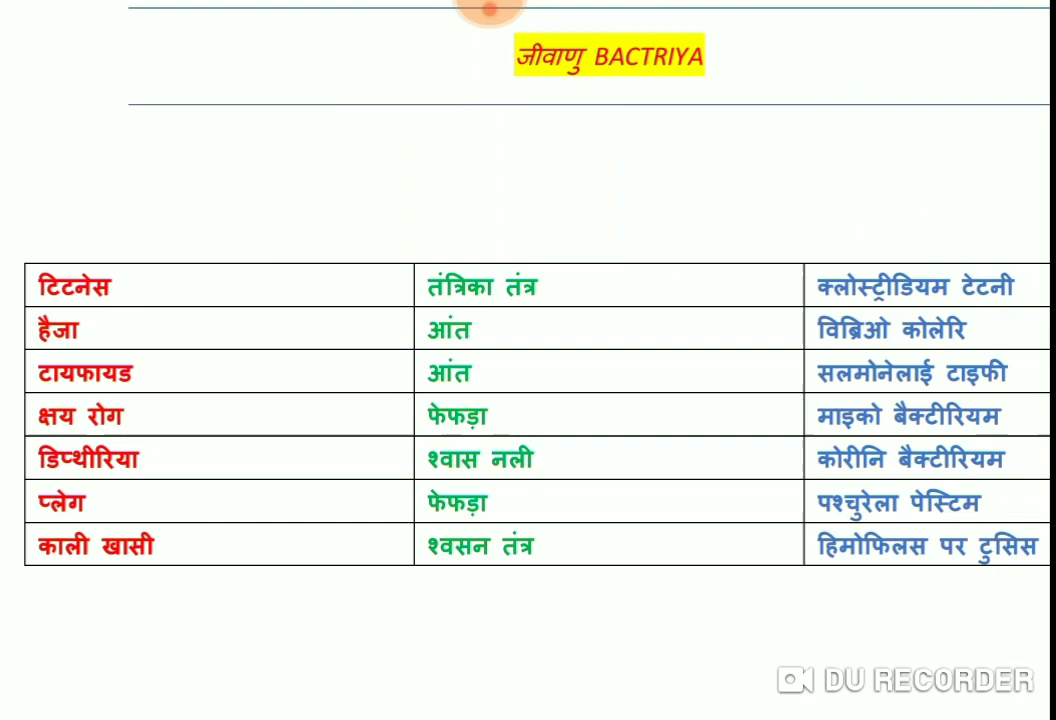 जीवाणु BACTRIYA
टिटनेस तंत्रिका तंत्र क्लोस्ट्रीडियम टेटनी
हैजा आंत विब्रिओ कोलेरि
टायफायड आंत सलमोनेलाई टाइफी
क्षय रोग फेफड़ा माइको बैक्टीरियम
डिप्थीरिया श्वास नली कोरीनि बैक्टीरियम
प्लेग फेफड़ा पश्चुरेला पेस्टिम
काली खासी श्वसन तंत्र हिमोफिलस पर टुसिस
DU RECORDER